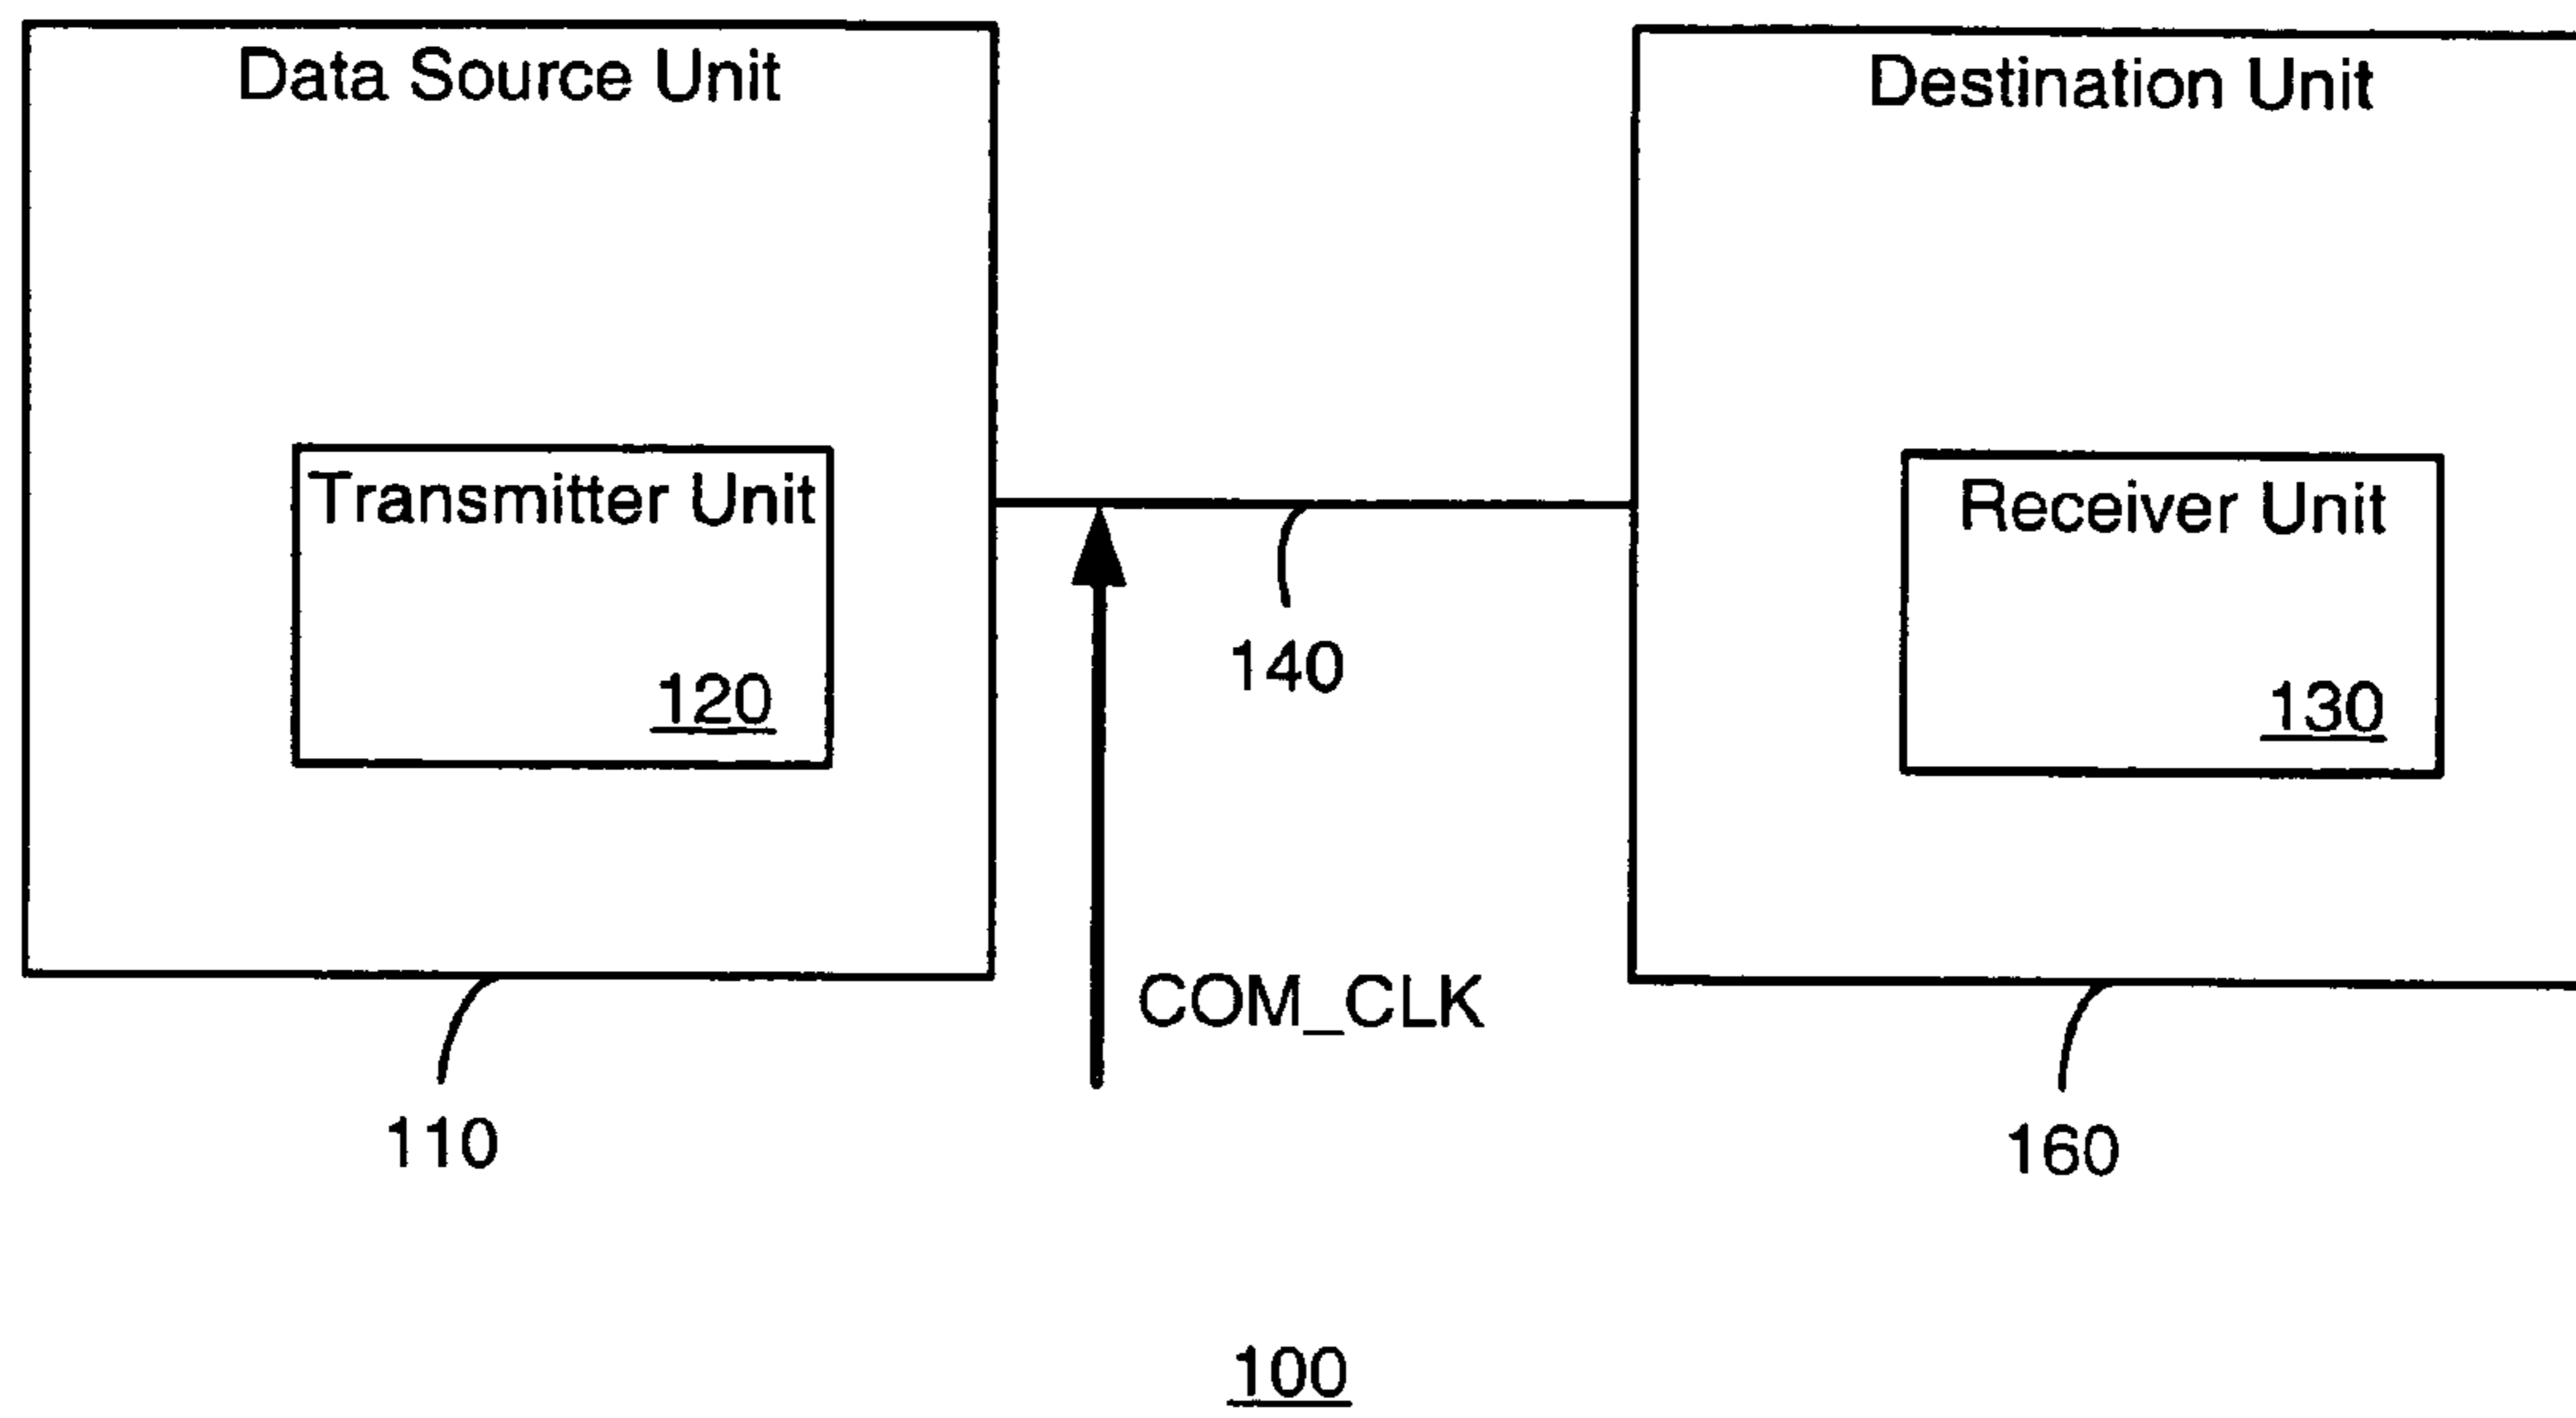 Data Source Unit
Destination Unit
Transmitter Unit
120
Receiver Unit
130
140
COM_CLK
110
160
100